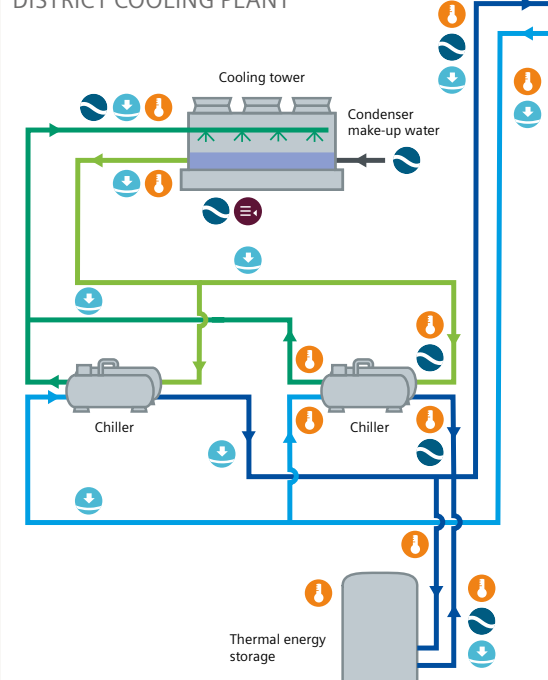 DISTRICT COOLING PLANT
Cooling tower
Condenser
make-up water
Chiller
Chiller
Thermal energy
storage